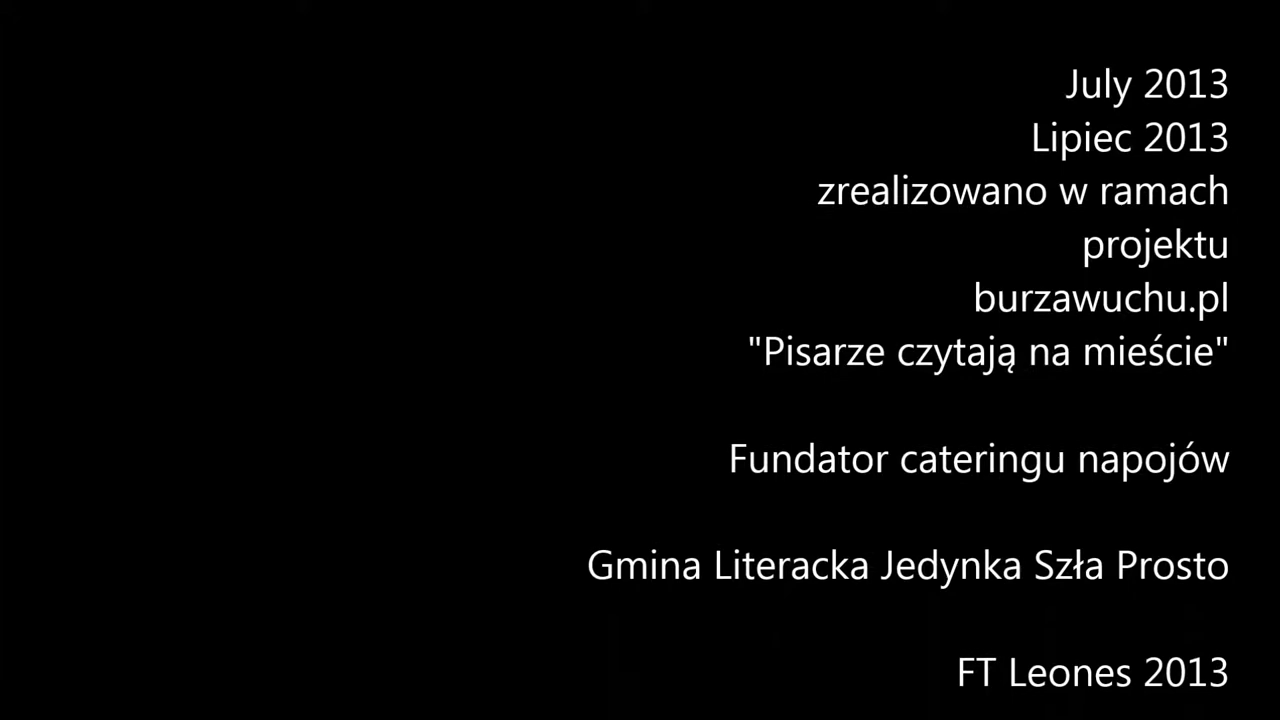 July 2013
Lipiec 2013
zrealizowano w ramach
projektu
burzawuchu.pl
"Pisarze czytają na mieście"
Fundator cateringu napojów
Gmina Literacka Jedynka Szła Prosto
FT Leones 2013